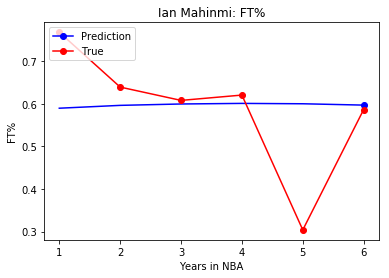 Ian Mahinmi: FT%
Prediction
True
0.7
0.6
0.5
0.4
0.3
FT%
1 2 3 4 5 6
Years in NBA